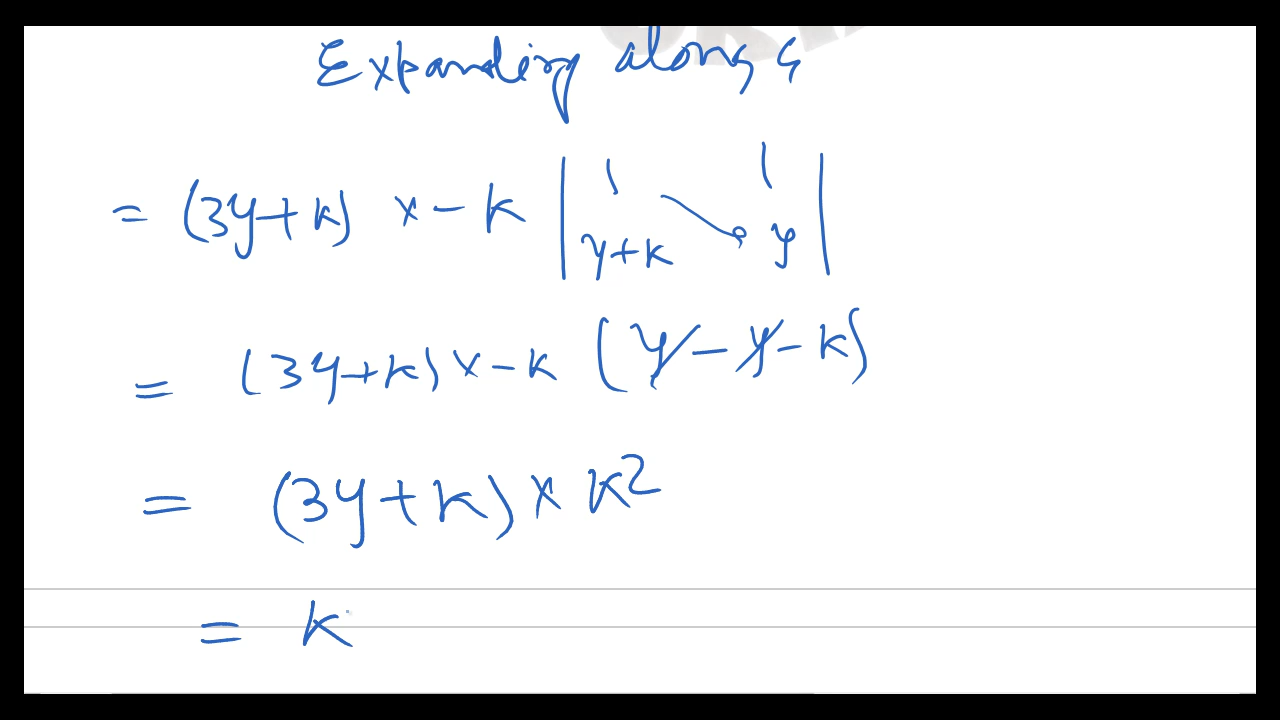 Expanding along C₁
= (3y+k) × -k | 1 1 |
| y+k y |
= (3y+k) × -k (y - y - k)
= (3y+k) × k²
= k